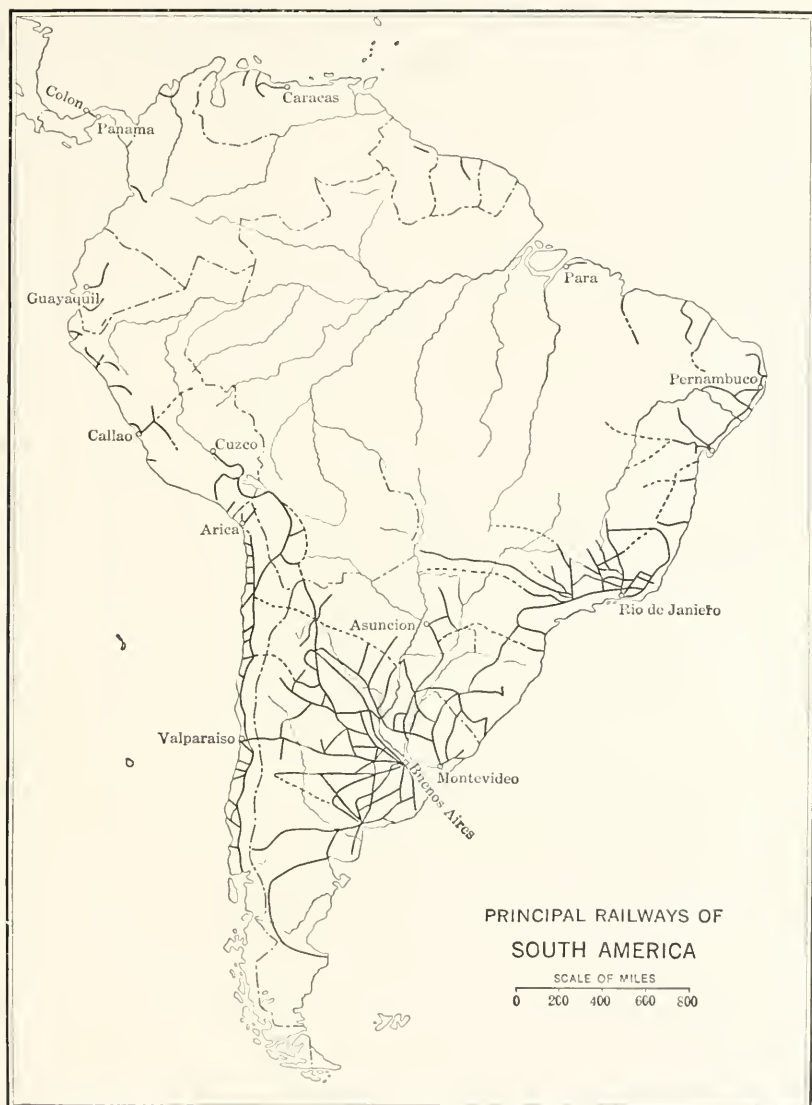 Colon
Panama
Caracas
Guayaquil
Para
Pernambuco
Callao
Cuzco
Arica
Asuncion
Rio de Janiero
Valparaiso
Buenos Aires
Montevideo
PRINCIPAL RAILWAYS OF
SOUTH AMERICA
SCALE OF MILES
0 200 400 600 800